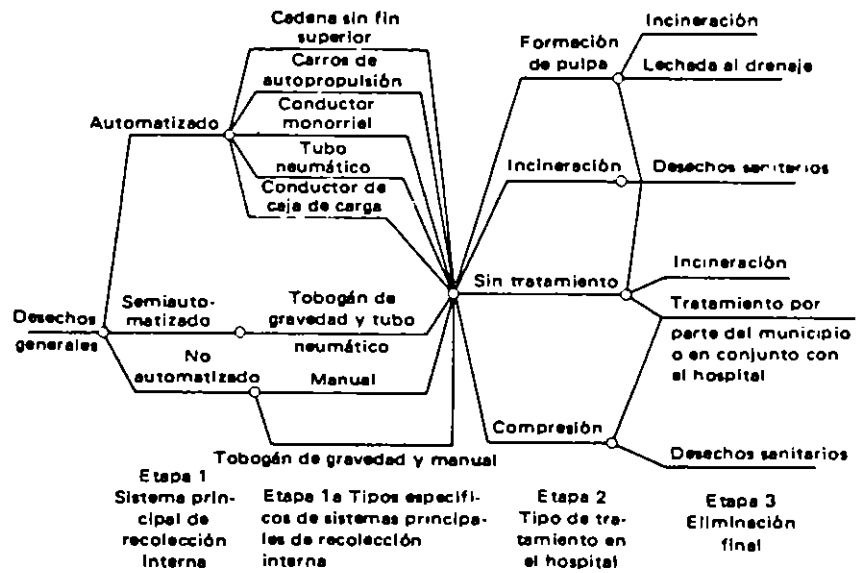 Cadena sin fin
superior
Carros de
autopropulsión
Automatizado
Conductor
monorriel
Tubo
neumático
Conductor de
caja de carga
Desechos
generales
Semiauto-
matizado
Tobogán de
gravedad y tubo
neumático
No
automatizado
Manual
Tobogán de gravedad y manual
Formación
de pulpa
Incineración
Lechada al drenaje
Incineración
Desechos sanitarios
Sin tratamiento
Incineración
Tratamiento por
parte del municipio
o en conjunto con
el hospital
Compresión
Desechos sanitarios
Etapa 1
Sistema prin-
cipal de
recolección
Interna
Etapa 1a Tipos especifi-
cos de sistemas principa-
les de recolección
interna
Etapa 2
Tipo de tra-
tamiento en
el hospital
Etapa 3
Eliminación
final